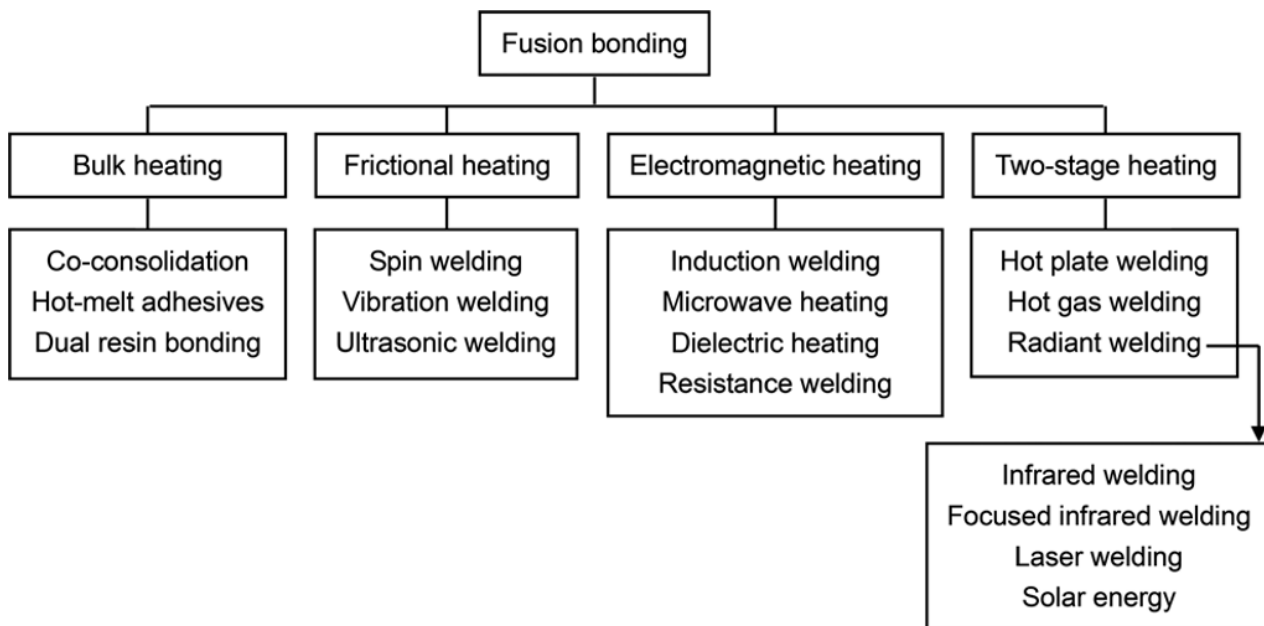 Fusion bonding
Bulk heating
Frictional heating
Electromagnetic heating
Two-stage heating
Co-consolidation
Hot-melt adhesives
Dual resin bonding
Spin welding
Vibration welding
Ultrasonic welding
Induction welding
Microwave heating
Dielectric heating
Resistance welding
Hot plate welding
Hot gas welding
Radiant welding
Infrared welding
Focused infrared welding
Laser welding
Solar energy